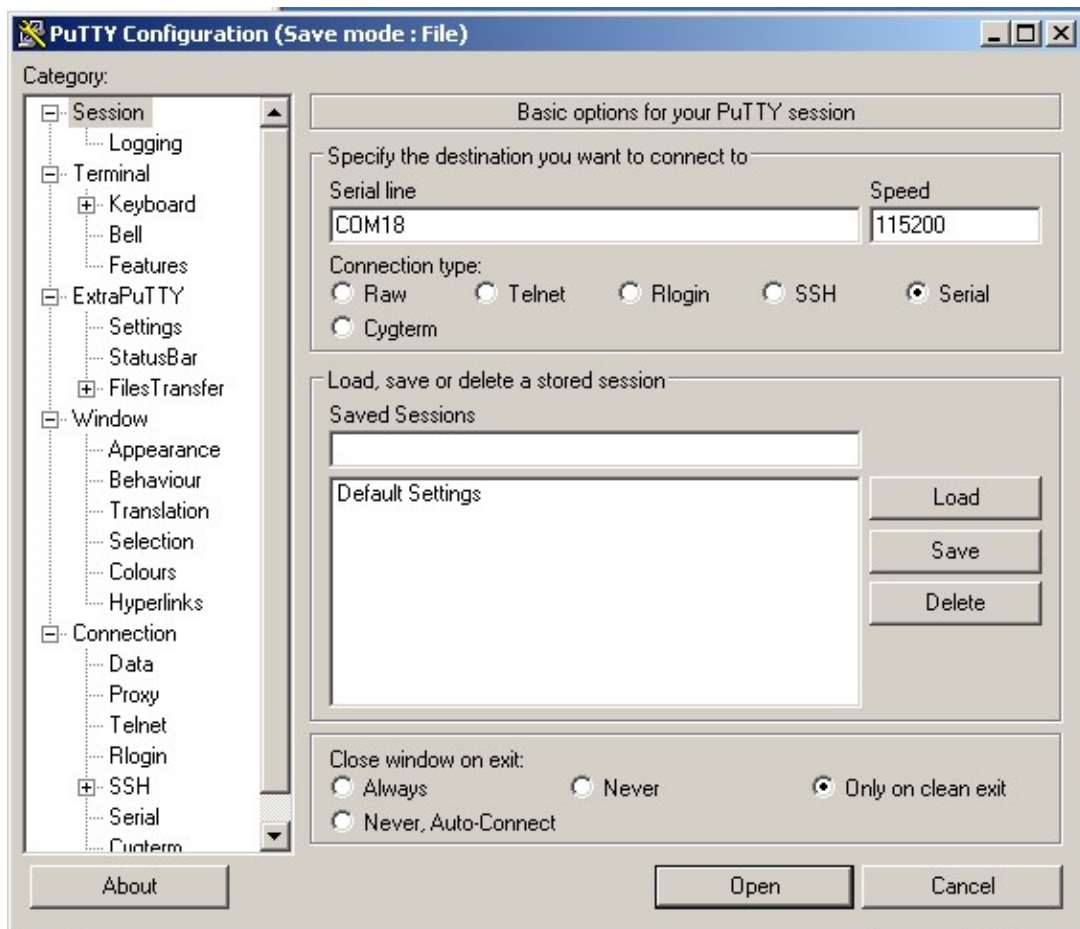 PuTTY Configuration (Save mode : File)
Category:
Session
Logging
Terminal
Keyboard
Bell
Features
ExtraPuTTY
Settings
StatusBar
FilesTransfer
Window
Appearance
Behaviour
Translation
Selection
Colours
Hyperlinks
Connection
Data
Proxy
Telnet
Rlogin
SSH
Serial
Cygterm
About
Basic options for your PuTTY session
Specify the destination you want to connect to
Serial line Speed
COM18 115200
Connection type:
Raw Telnet Rlogin SSH Serial
Cygterm
Load, save or delete a stored session
Saved Sessions
Default Settings
Load
Save
Delete
Close window on exit:
Always Never Only on clean exit
Never, Auto-Connect
Open Cancel